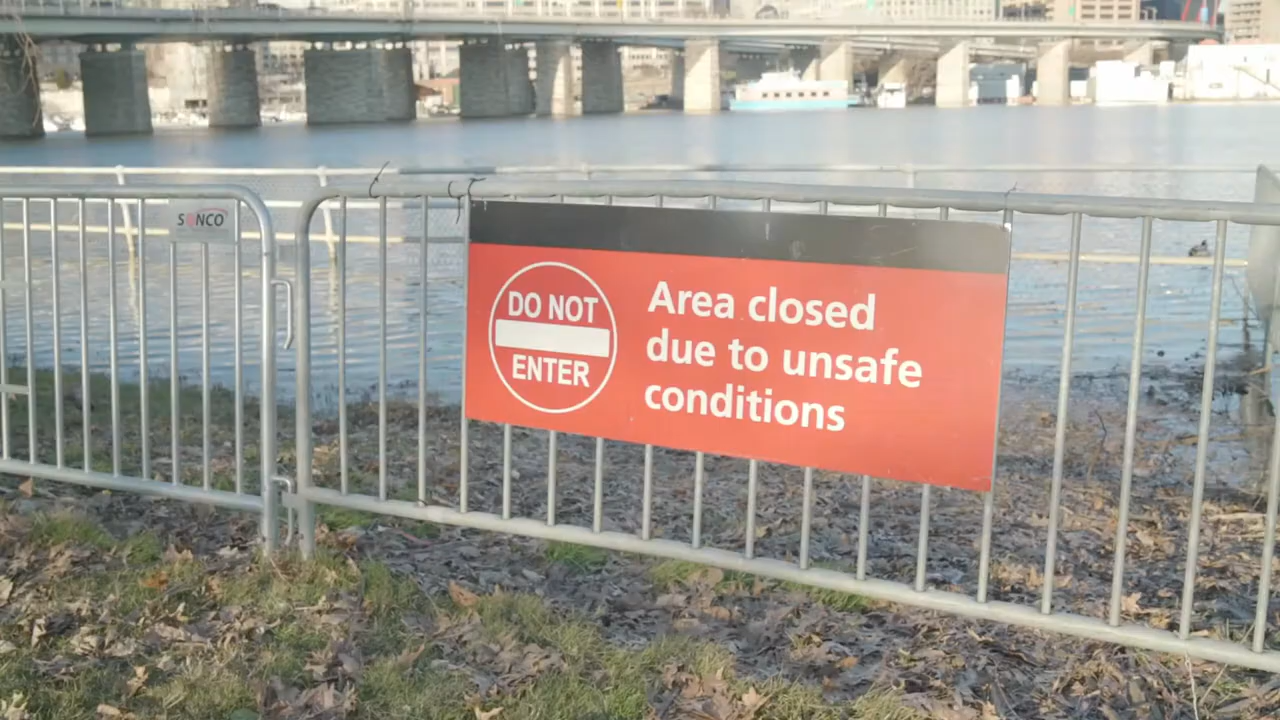 SONCO
DO NOT
ENTER
Area closed
due to unsafe
conditions